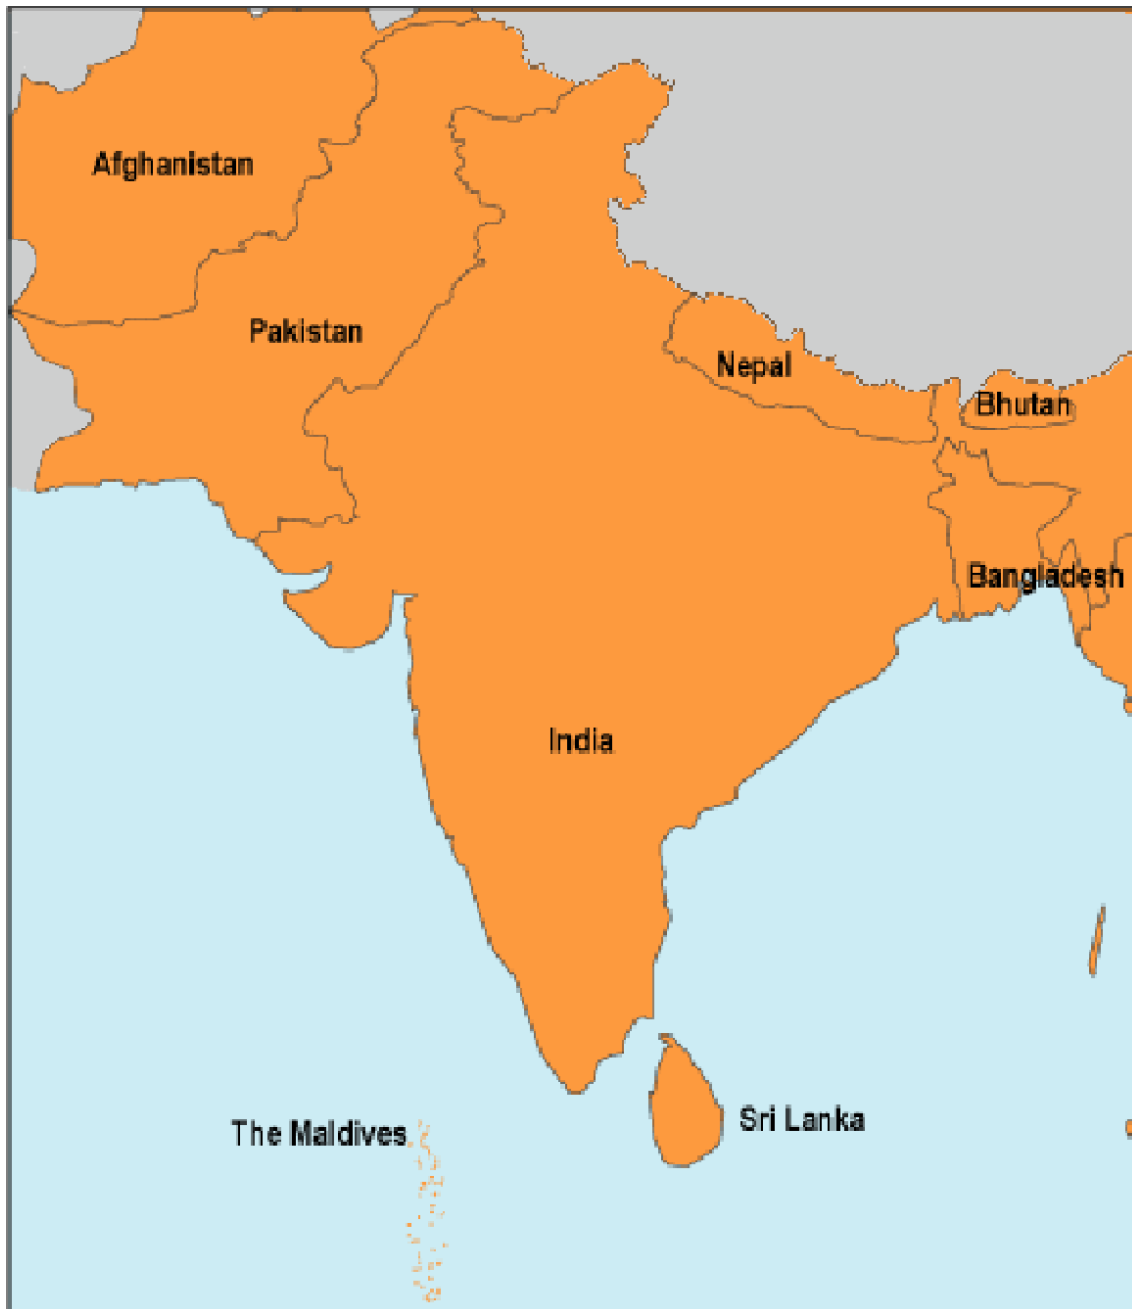 Afghanistan
Pakistan
Nepal
Bhutan
Bangladesh
India
Sri Lanka
The Maldives